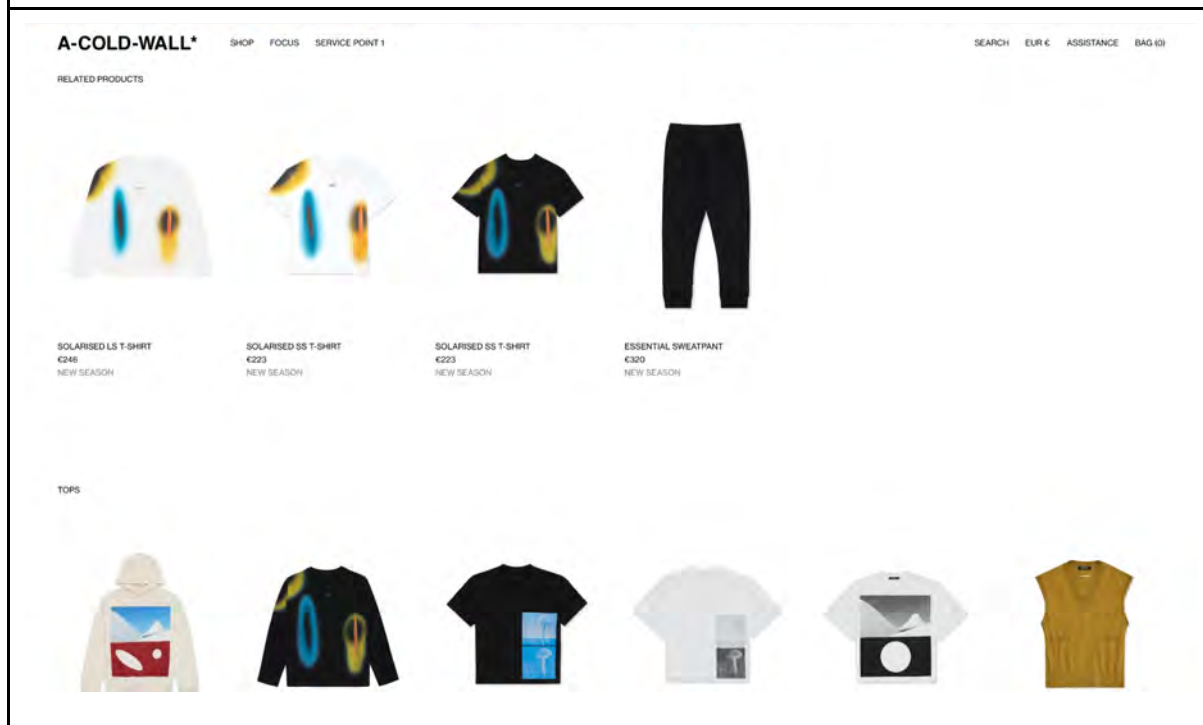 A-COLD-WALL*
SHOP FOCUS SERVICE POINT 1
SEARCH EUR € ASSISTANCE BAG (0)
RELATED PRODUCTS
SOLARISED LS T-SHIRT
€246
NEW SEASON
SOLARISED SS T-SHIRT
€223
NEW SEASON
SOLARISED SS T-SHIRT
€223
NEW SEASON
ESSENTIAL SWEATPANT
€320
NEW SEASON
TOPS